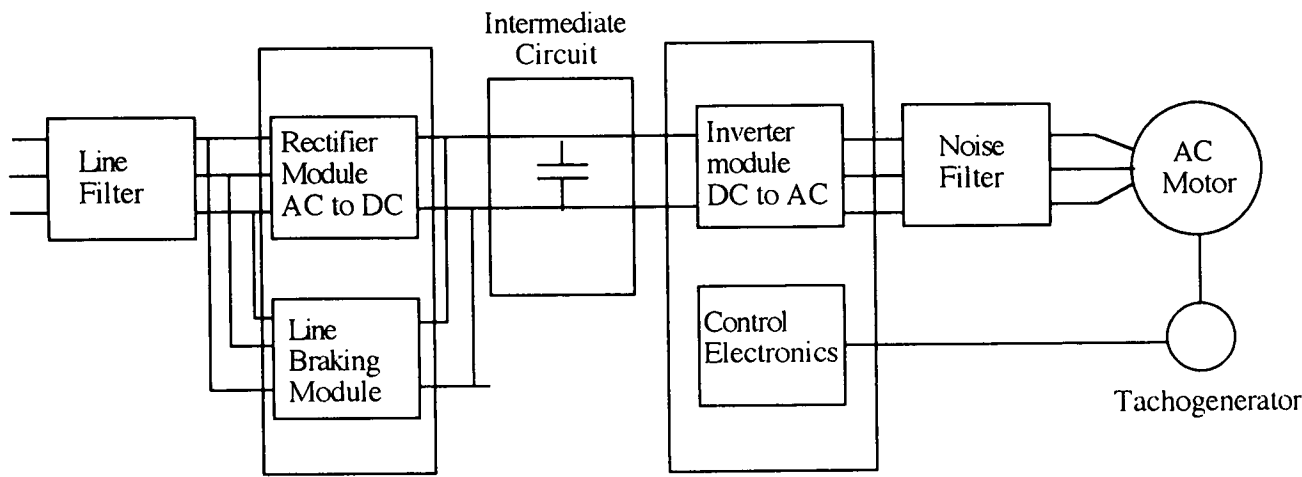 Intermediate
Circuit
Line
Filter
Rectifier
Module
AC to DC
Inverter
module
DC to AC
Noise
Filter
AC
Motor
Line
Braking
Module
Control
Electronics
Tachogenerator